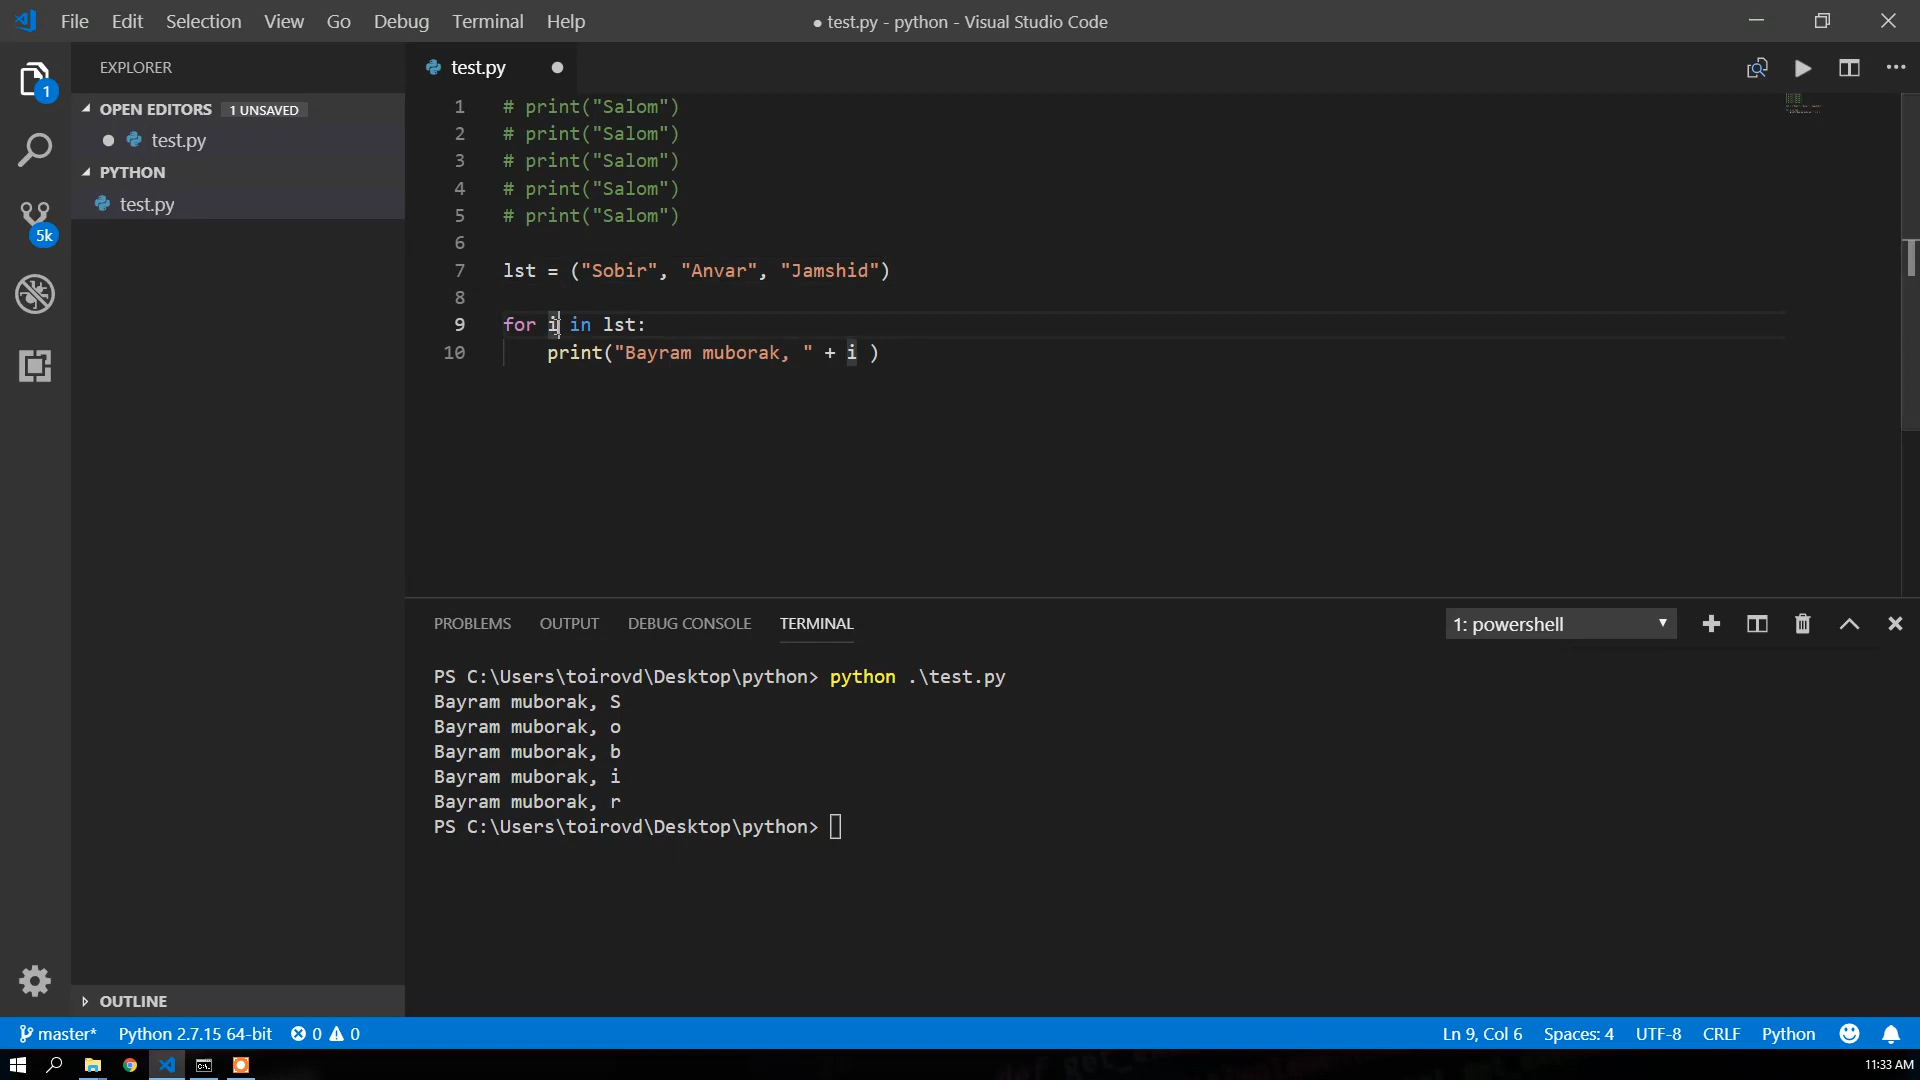 File Edit Selection View Go Debug Terminal Help
● test.py - python - Visual Studio Code
EXPLORER
OPEN EDITORS 1 UNSAVED
test.py
PYTHON
test.py
OUTLINE
1
5k
test.py
1 # print("Salom")
2 # print("Salom")
3 # print("Salom")
4 # print("Salom")
5 # print("Salom")
6
7 lst = ("Sobir", "Anvar", "Jamshid")
8
9 for i in lst:
10 print("Bayram muborak, " + i )
PROBLEMS OUTPUT DEBUG CONSOLE TERMINAL
1: powershell
PS C:\Users\toirovd\Desktop\python> python .\test.py
Bayram muborak, S
Bayram muborak, o
Bayram muborak, b
Bayram muborak, i
Bayram muborak, r
PS C:\Users\toirovd\Desktop\python>
master* Python 2.7.15 64-bit 0 0
Ln 9, Col 6 Spaces: 4 UTF-8 CRLF Python
11:33 AM